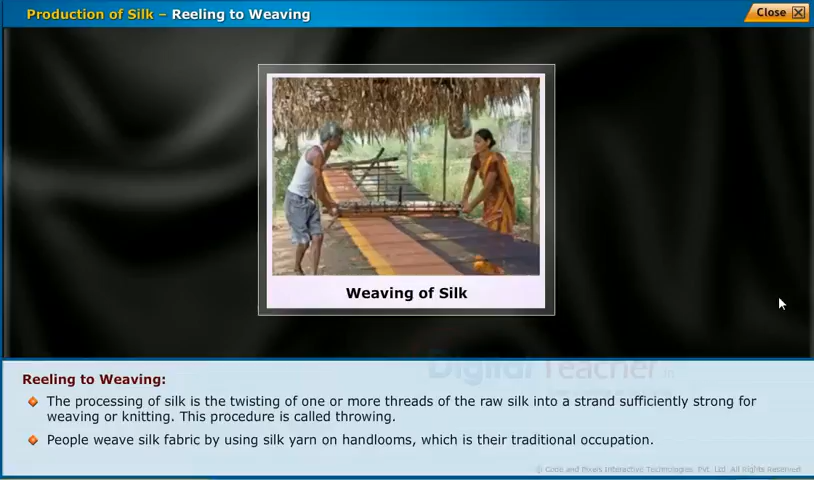 Production of Silk – Reeling to Weaving
Close
Weaving of Silk
Digital Teacher.in
Reeling to Weaving:
The processing of silk is the twisting of one or more threads of the raw silk into a strand sufficiently strong for
weaving or knitting. This procedure is called throwing.
People weave silk fabric by using silk yarn on handlooms, which is their traditional occupation.
© Code and Pixels Interactive Technologies. Pvt. Ltd. All Rights Reserved